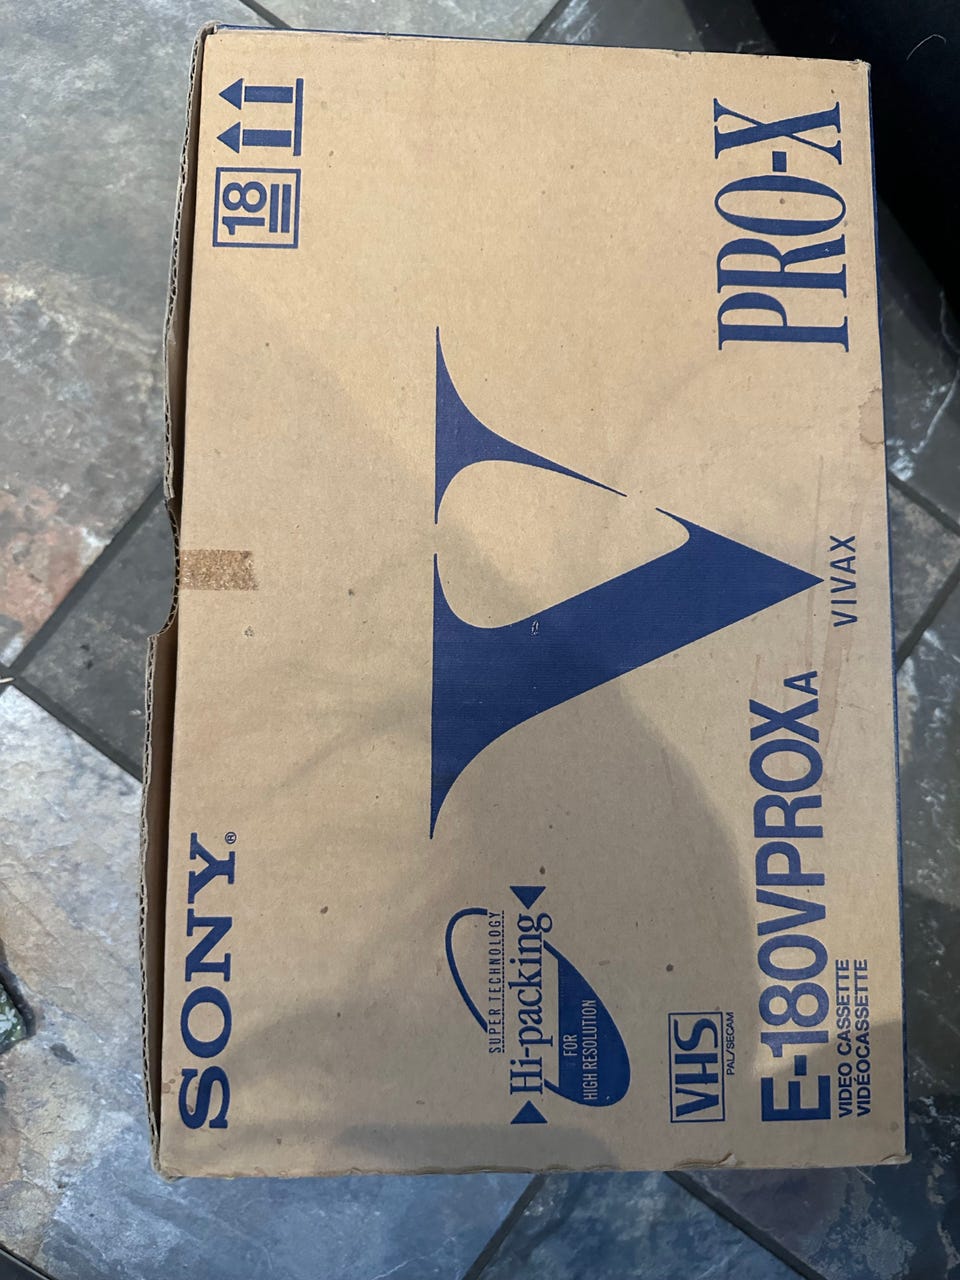 SONY®
18
SUPER TECHNOLOGY
Hi-packing
FOR
HIGH RESOLUTION
V
VHS
PAL/SECAM
E-180VPROXA
VIDEO CASSETTE
VIDÉOCASSETTE
VIVAX
PRO-X